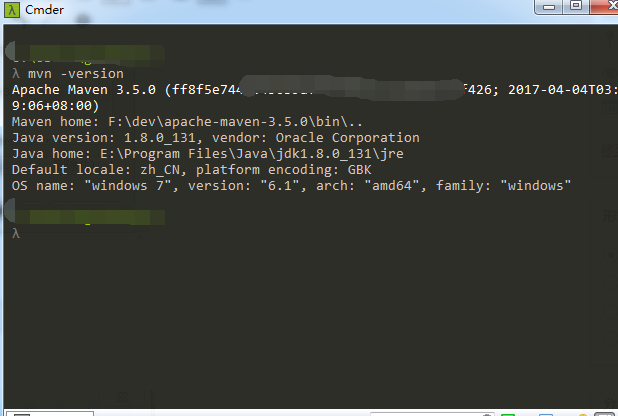 λ Cmder
λ mvn -version
Apache Maven 3.5.0 (ff8f5e744 f426; 2017-04-04T03:
9:06+08:00)
Maven home: F:\dev\apache-maven-3.5.0\bin\..
Java version: 1.8.0_131, vendor: Oracle Corporation
Java home: E:\Program Files\Java\jdk1.8.0_131\jre
Default locale: zh_CN, platform encoding: GBK
OS name: "windows 7", version: "6.1", arch: "amd64", family: "windows"
λ